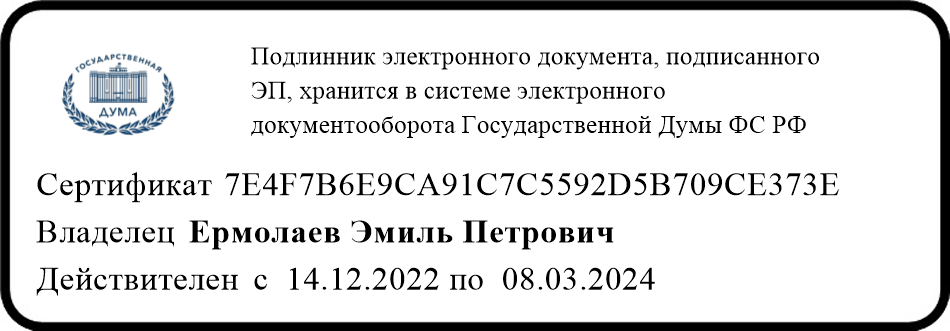 ГОСУДАРСТВЕННАЯ
ДУМА
Подлинник электронного документа, подписанного
ЭП, хранится в системе электронного
документооборота Государственной Думы ФС РФ
Сертификат 7E4F7B6E9CA91C7C5592D5B709CE373E
Владелец Ермолаев Эмиль Петрович
Действителен с 14.12.2022 по 08.03.2024